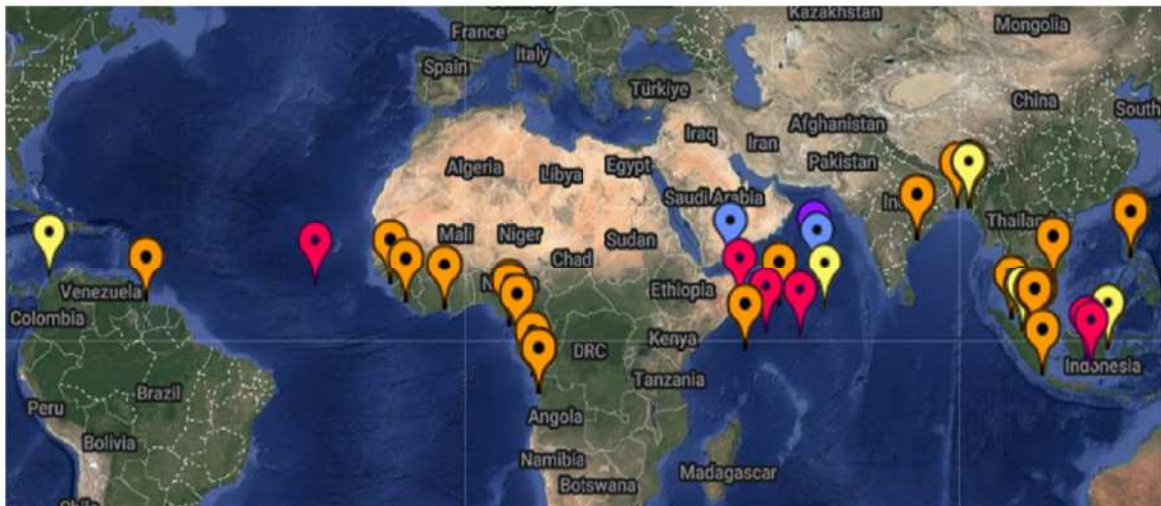 Kazakhstan
Mongolia
France
Italy
Spain
Türkiye
China
South
Afghanistan
Iraq
Iran
Pakistan
Algeria
Libya
Egypt
Saudi Arabia
Thailand
Mali
Niger
Sudan
Chad
Venezuela
Ethiopia
Colombia
Kenya
DRC
Indonesia
Tanzania
Brazil
Peru
Angola
Bolivia
Namibia
Madagascar
Botswana